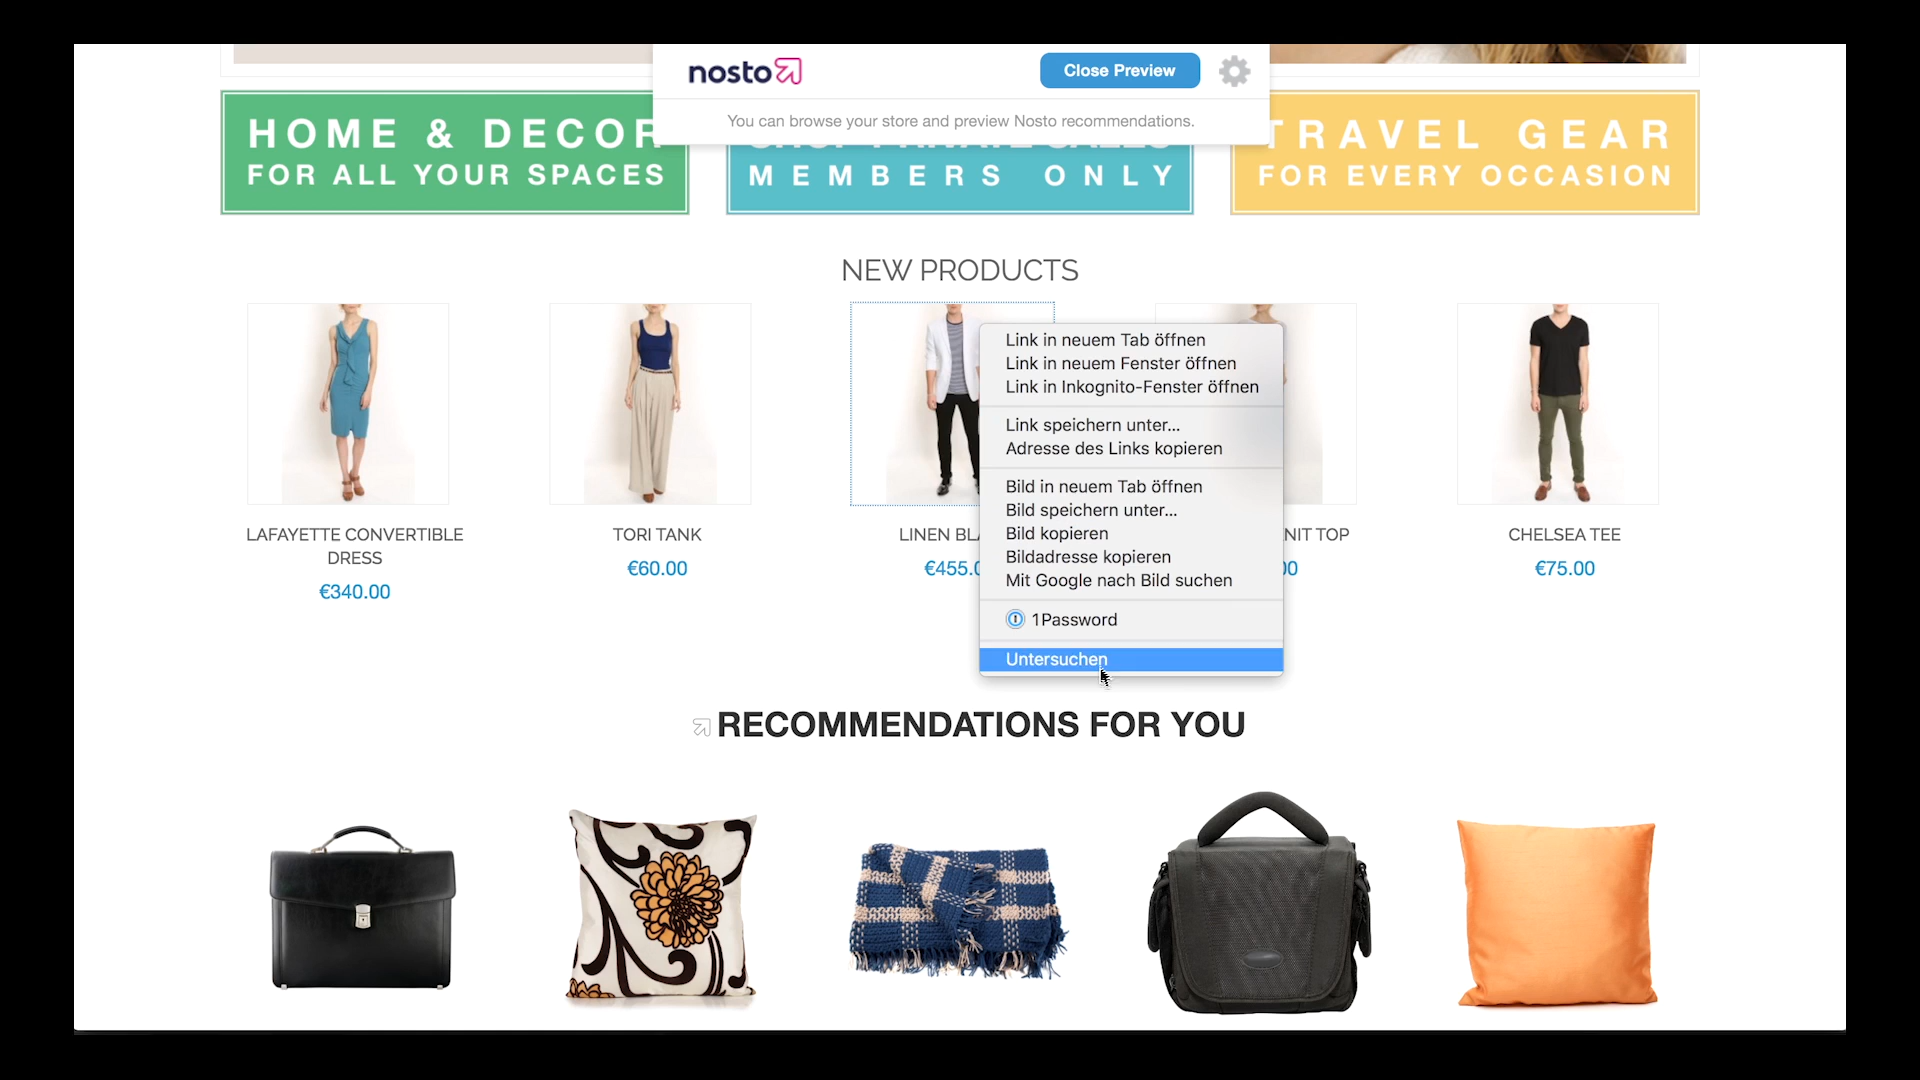 nosto
Close Preview
You can browse your store and preview Nosto recommendations.
HOME & DECOR
FOR ALL YOUR SPACES
MEMBERS ONLY
TRAVEL GEAR
FOR EVERY OCCASION
NEW PRODUCTS
Link in neuem Tab öffnen
Link in neuem Fenster öffnen
Link in Inkognito-Fenster öffnen
Link speichern unter...
Adresse des Links kopieren
Bild in neuem Tab öffnen
Bild speichern unter...
Bild kopieren
Bildadresse kopieren
Mit Google nach Bild suchen
1Password
Untersuchen
LAFAYETTE CONVERTIBLE
DRESS
€340.00
TORI TANK
€60.00
LINEN
€455.
TOP
CHELSEA TEE
€75.00
RECOMMENDATIONS FOR YOU